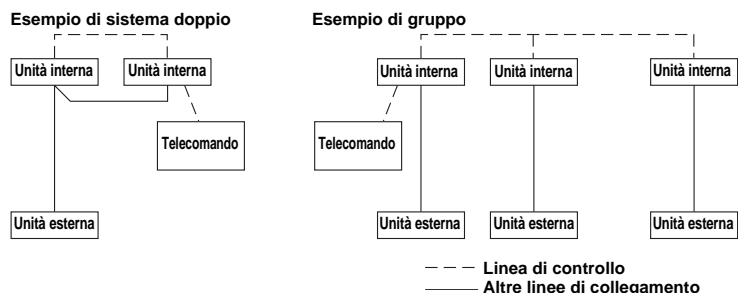 Esempio di sistema doppio
Esempio di gruppo
Unità interna
Unità interna
Unità interna
Unità interna
Unità interna
Telecomando
Telecomando
Unità esterna
Unità esterna
Unità esterna
Unità esterna
Linea di controllo
Altre linee di collegamento